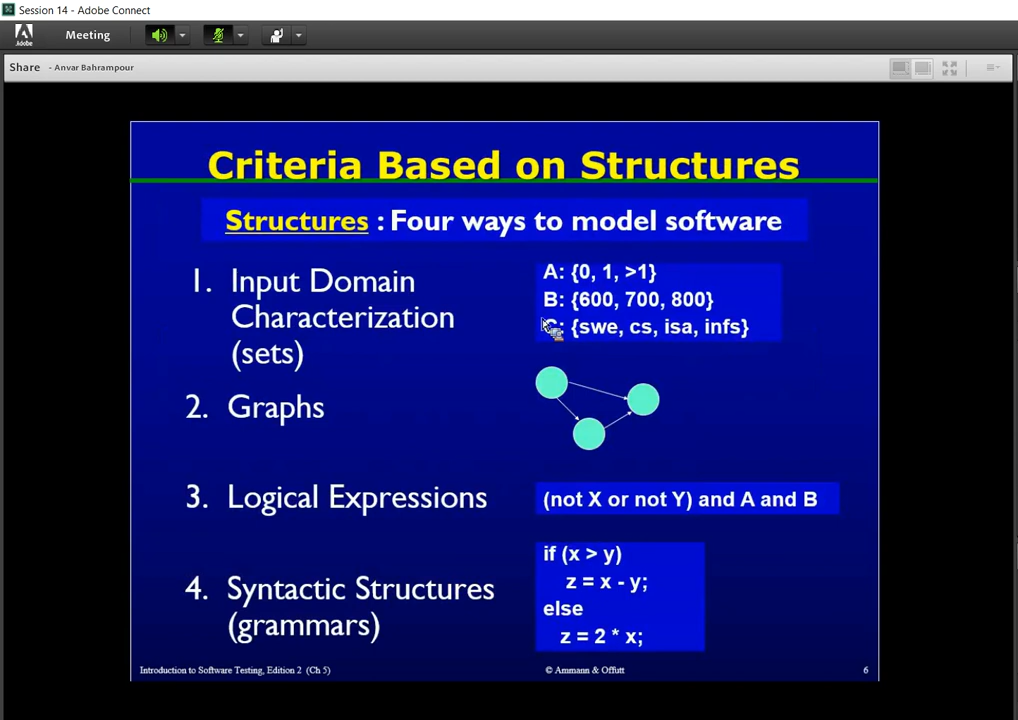 Session 14 - Adobe Connect
Adobe
Meeting
Share - Anvar Bahrampour
Criteria Based on Structures
Structures : Four ways to model software
1. Input Domain
Characterization
(sets)
A: {0, 1, >1}
B: {600, 700, 800}
C: {swe, cs, isa, infs}
2. Graphs
3. Logical Expressions
(not X or not Y) and A and B
4. Syntactic Structures
(grammars)
if (x > y)
z = x - y;
else
z = 2 * x;
Introduction to Software Testing, Edition 2 (Ch 5)
© Ammann & Offutt
6